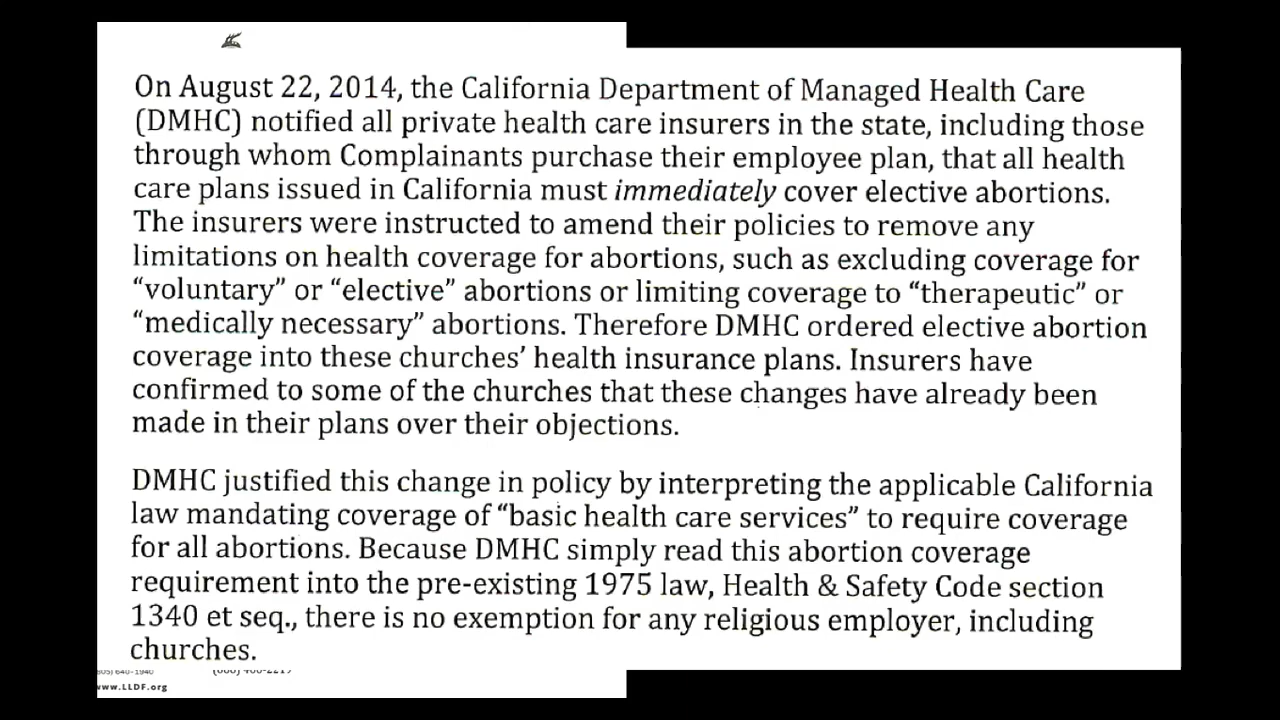 On August 22, 2014, the California Department of Managed Health Care
(DMHC) notified all private health care insurers in the state, including those
through whom Complainants purchase their employee plan, that all health
care plans issued in California must immediately cover elective abortions.
The insurers were instructed to amend their policies to remove any
limitations on health coverage for abortions, such as excluding coverage for
“voluntary” or “elective” abortions or limiting coverage to “therapeutic” or
“medically necessary” abortions. Therefore DMHC ordered elective abortion
coverage into these churches’ health insurance plans. Insurers have
confirmed to some of the churches that these changes have already been
made in their plans over their objections.
DMHC justified this change in policy by interpreting the applicable California
law mandating coverage of “basic health care services” to require coverage
for all abortions. Because DMHC simply read this abortion coverage
requirement into the pre-existing 1975 law, Health & Safety Code section
1340 et seq., there is no exemption for any religious employer, including
churches.
www.LLDF.org